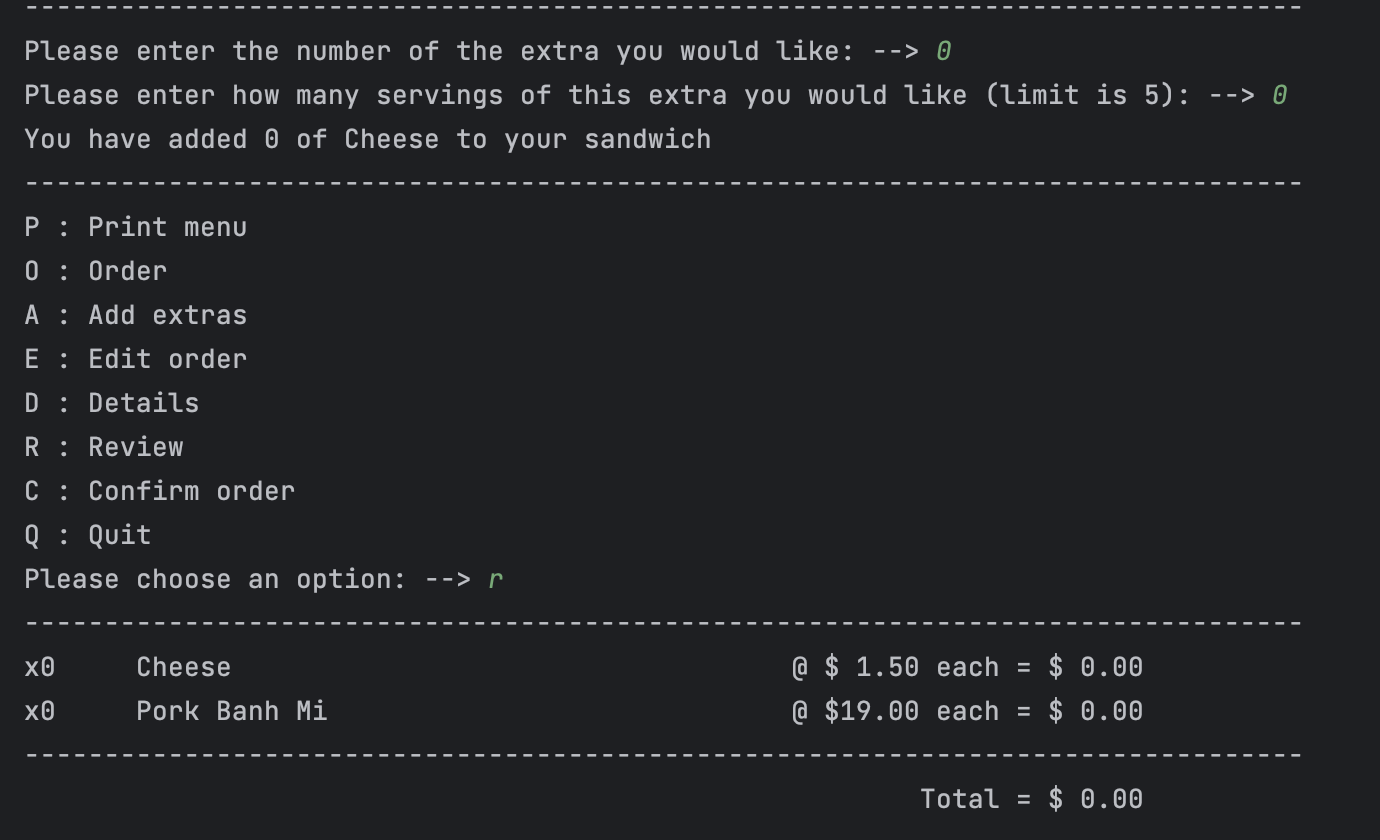 --------------------------------------------------------------------------------
Please enter the number of the extra you would like: --> 0
Please enter how many servings of this extra you would like (limit is 5): --> 0
You have added 0 of Cheese to your sandwich
--------------------------------------------------------------------------------
P : Print menu
O : Order
A : Add extras
E : Edit order
D : Details
R : Review
C : Confirm order
Q : Quit
Please choose an option: --> r
--------------------------------------------------------------------------------
x0     Cheese                                   @ $ 1.50 each = $ 0.00
x0     Pork Banh Mi                             @ $19.00 each = $ 0.00
--------------------------------------------------------------------------------
                                                        Total = $ 0.00